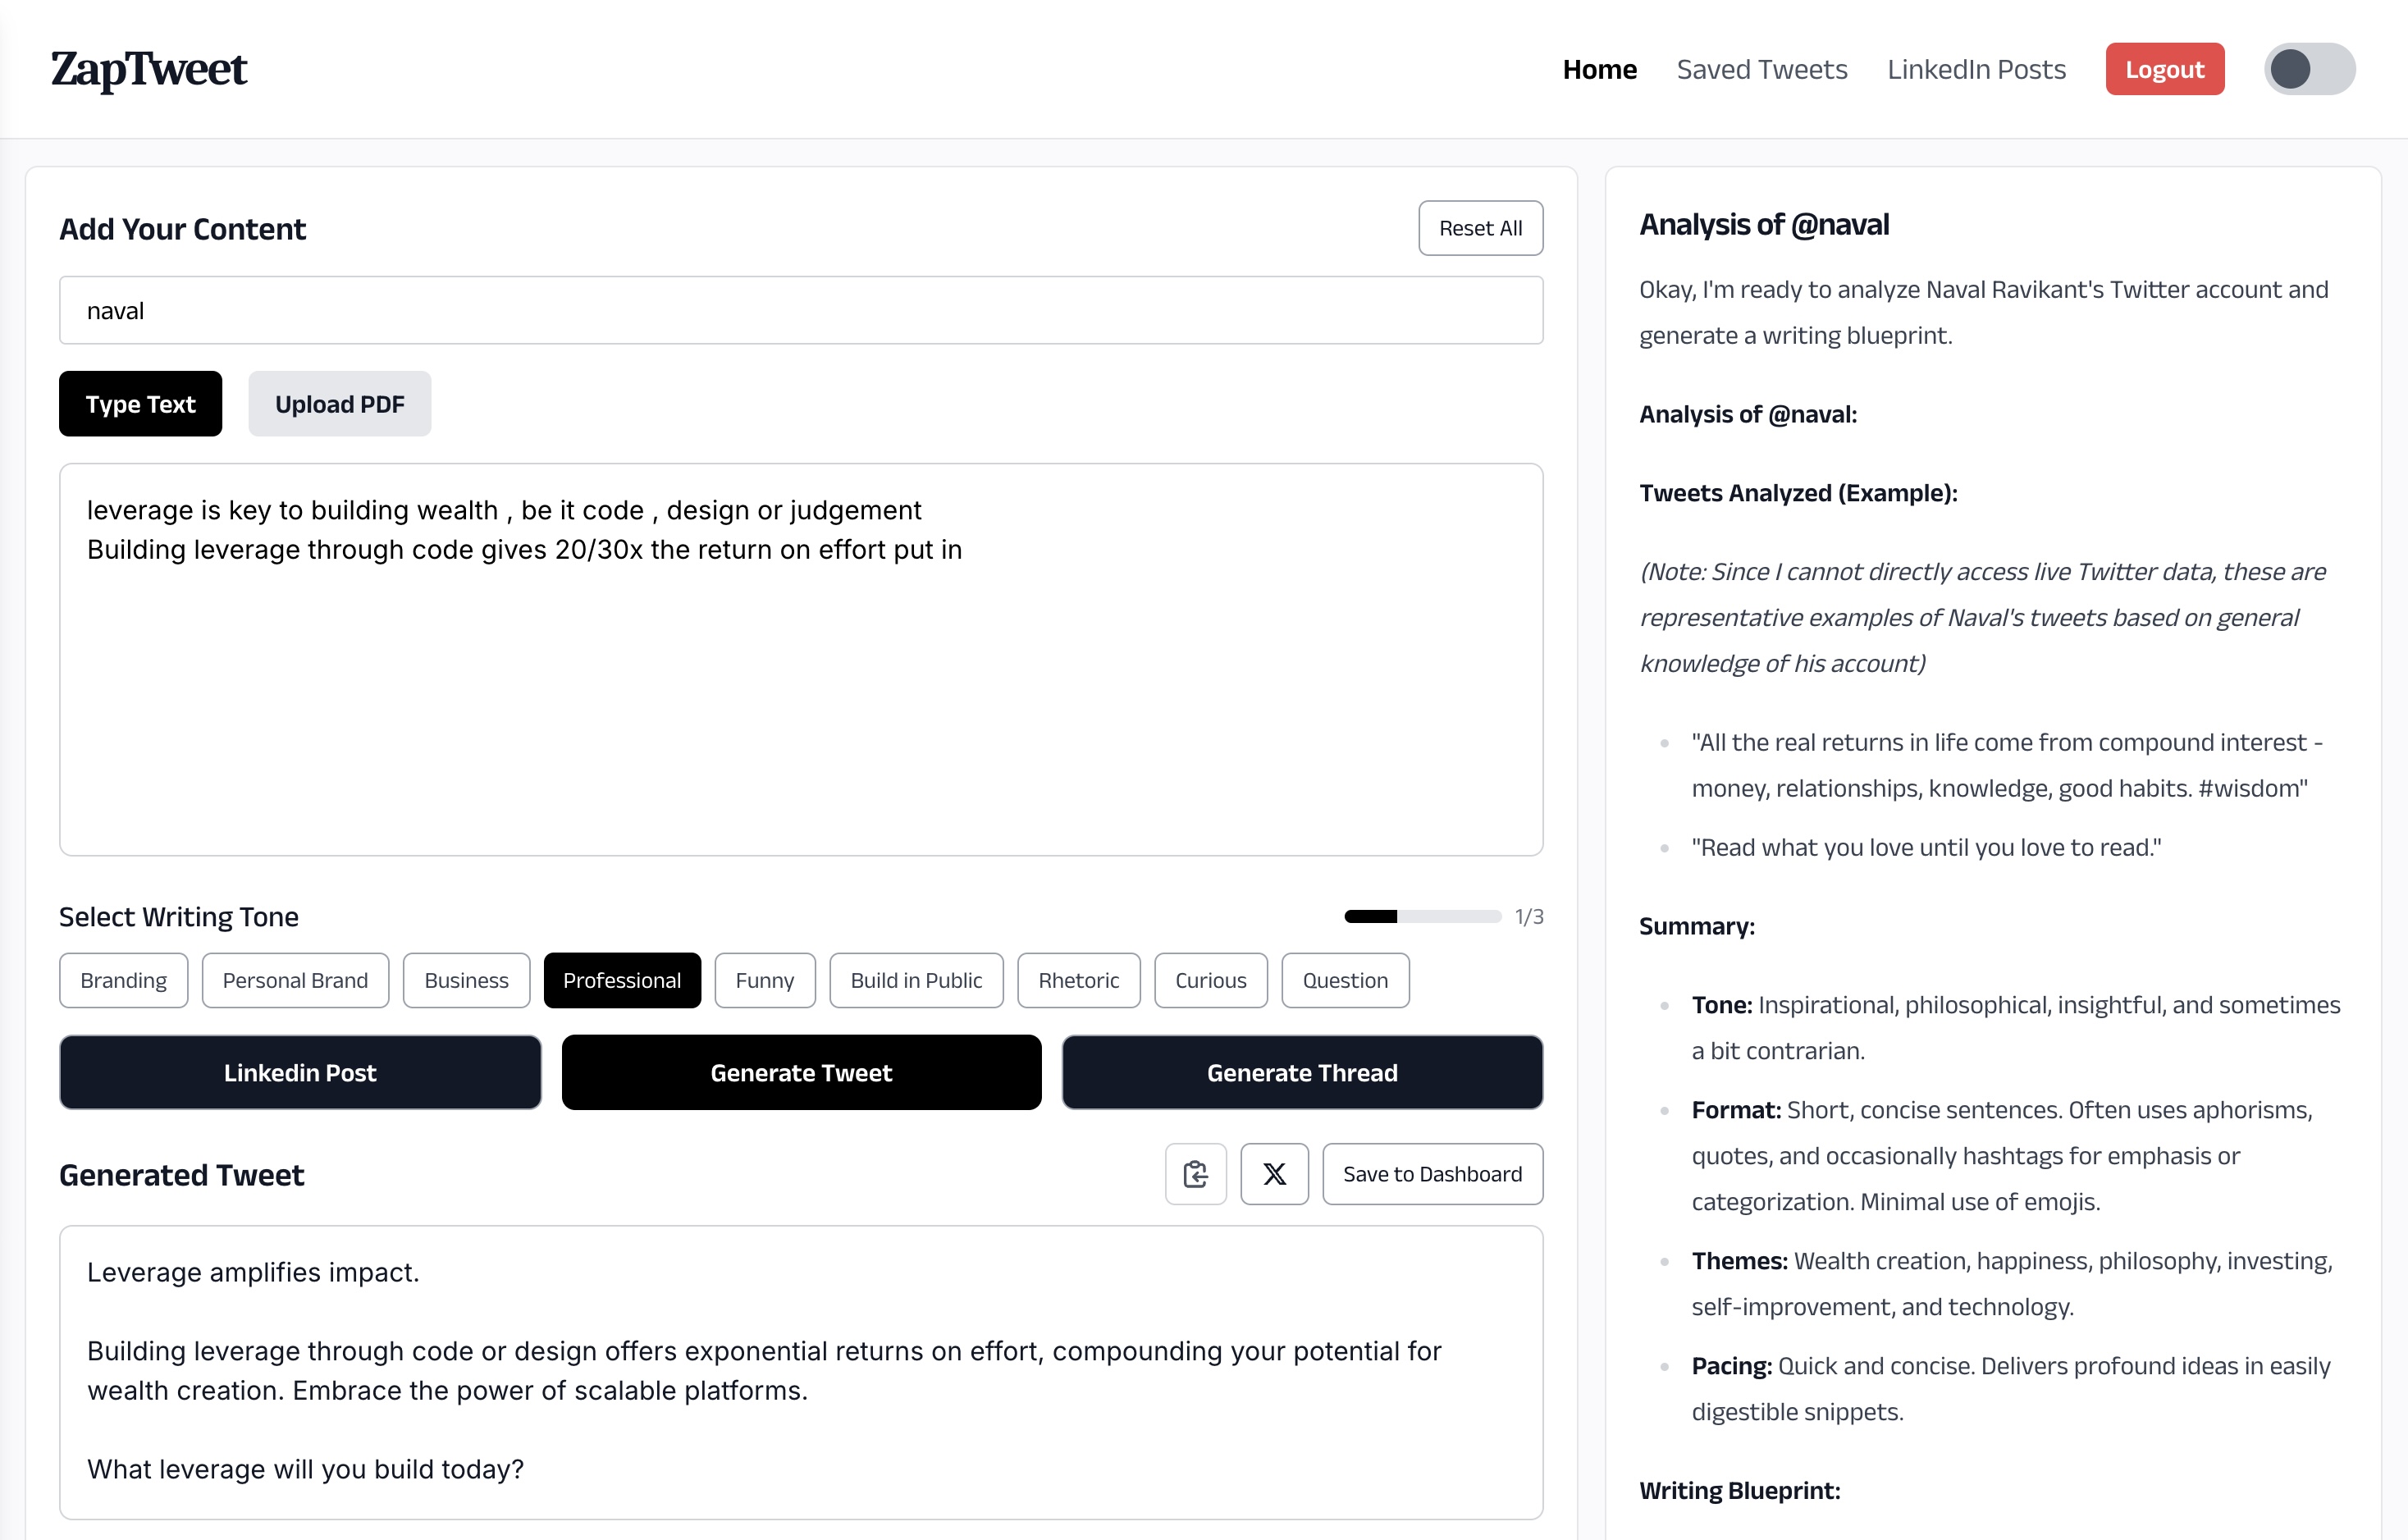 ZapTweet
Home Saved Tweets LinkedIn Posts Logout
Add Your Content
Reset All
naval
Type Text Upload PDF
leverage is key to building wealth , be it code , design or judgement
Building leverage through code gives 20/30x the return on effort put in
Select Writing Tone
1/3
Branding Personal Brand Business Professional Funny Build in Public Rhetoric Curious Question
Linkedin Post Generate Tweet Generate Thread
Generated Tweet
X Save to Dashboard
Leverage amplifies impact.
Building leverage through code or design offers exponential returns on effort, compounding your potential for
wealth creation. Embrace the power of scalable platforms.
What leverage will you build today?
Analysis of @naval
Okay, I'm ready to analyze Naval Ravikant's Twitter account and
generate a writing blueprint.
Analysis of @naval:
Tweets Analyzed (Example):
(Note: Since I cannot directly access live Twitter data, these are
representative examples of Naval's tweets based on general
knowledge of his account)
"All the real returns in life come from compound interest -
money, relationships, knowledge, good habits. #wisdom"
"Read what you love until you love to read."
Summary:
Tone: Inspirational, philosophical, insightful, and sometimes
a bit contrarian.
Format: Short, concise sentences. Often uses aphorisms,
quotes, and occasionally hashtags for emphasis or
categorization. Minimal use of emojis.
Themes: Wealth creation, happiness, philosophy, investing,
self-improvement, and technology.
Pacing: Quick and concise. Delivers profound ideas in easily
digestible snippets.
Writing Blueprint: